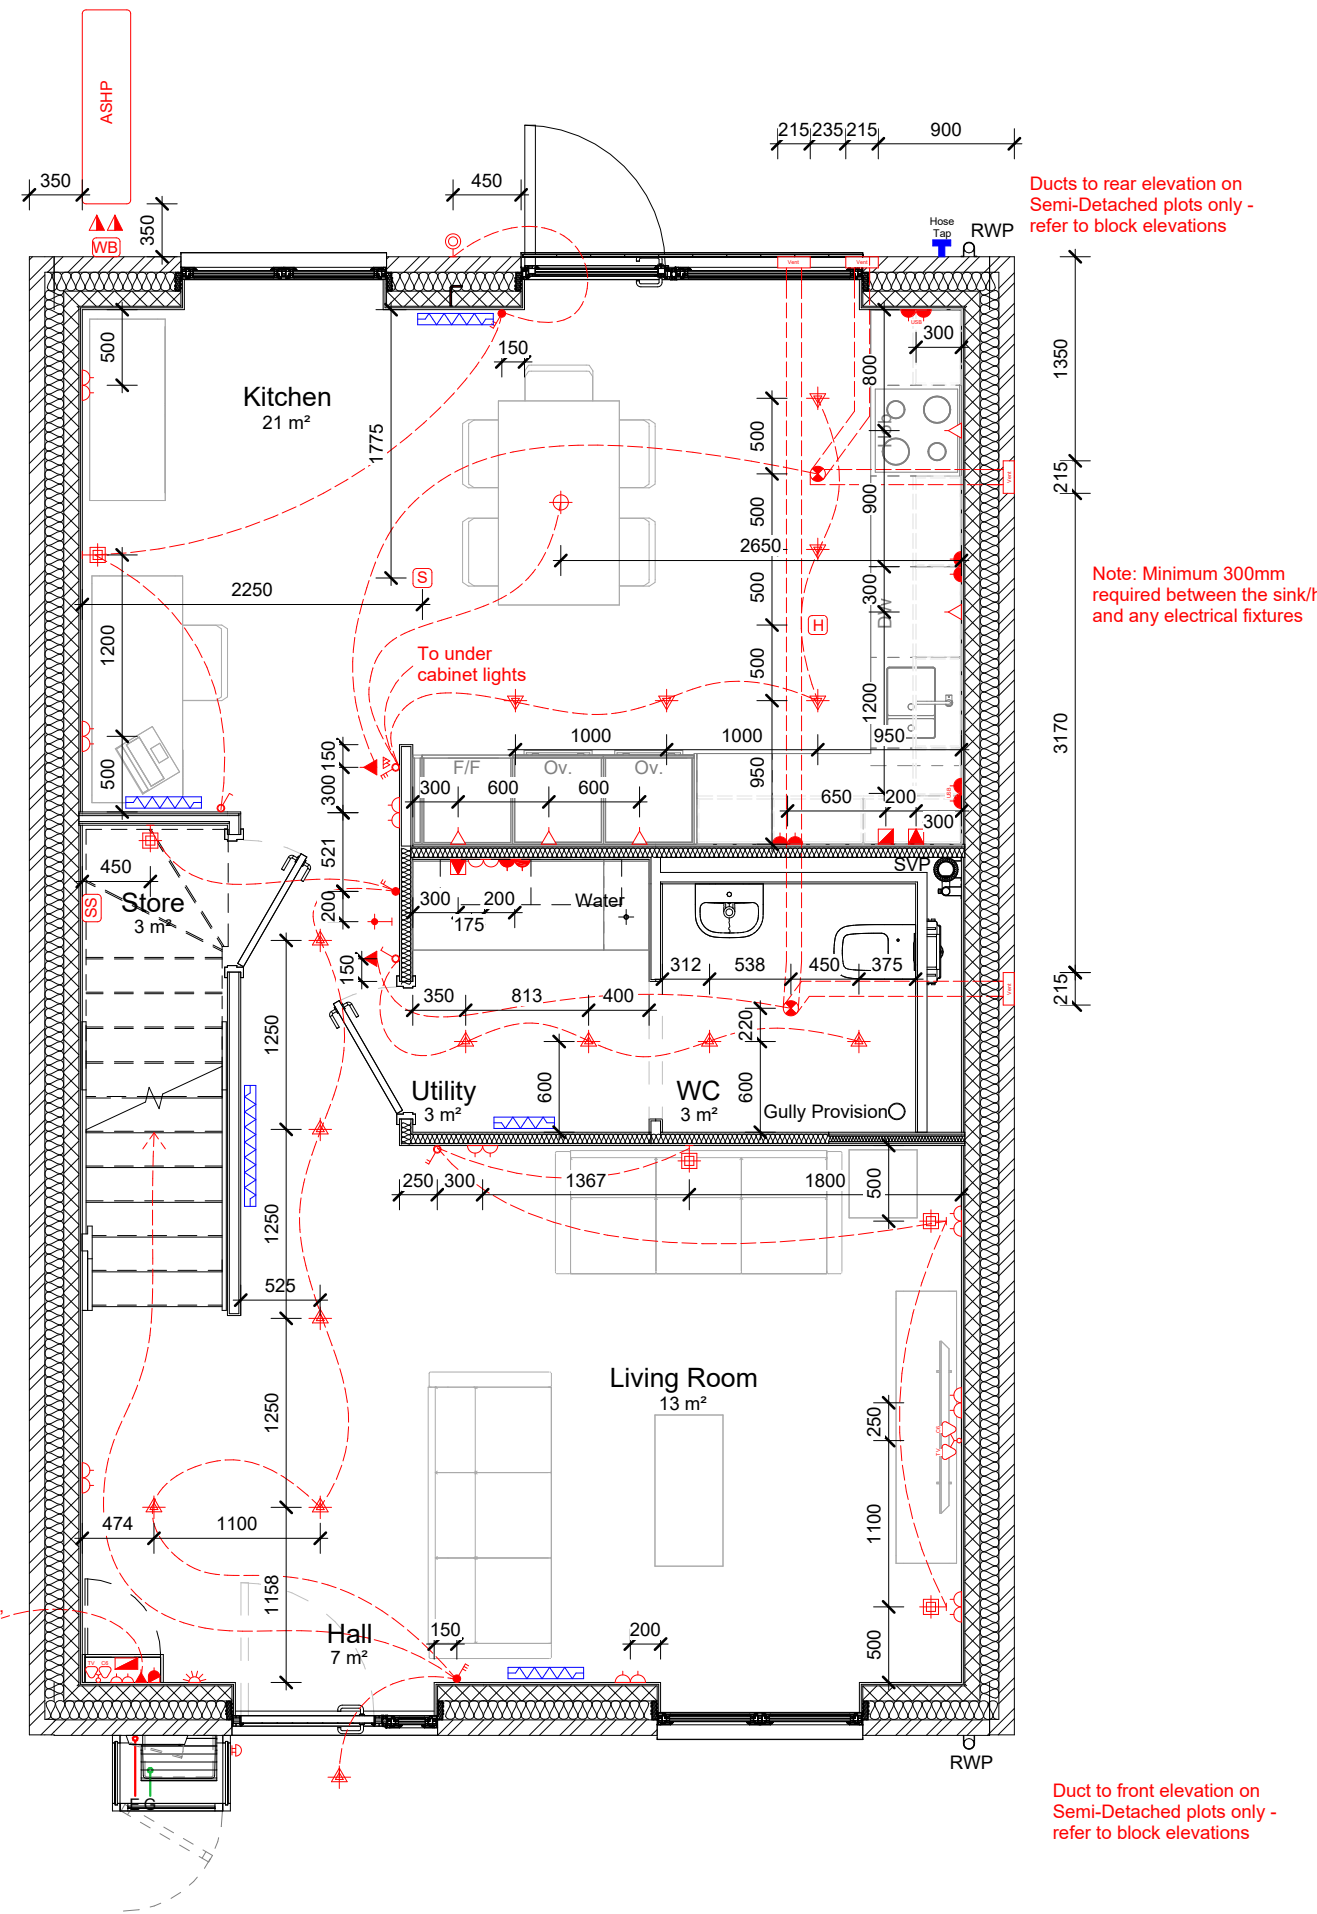 ASHP
215 235 215 900
350
450
350
Ducts to rear elevation on
Semi-Detached plots only -
refer to block elevations
Hose
Tap
RWP
WB
Vent
Vent
USB
500
150
300
800
1350
Kitchen
21 m²
1775
500
Hob
215
Vent
500
900
2650
S
2250
500
300
D/W
H
Note: Minimum 300mm
required between the sink/h
and any electrical fixtures
1200
To under
cabinet lights
500
1200
3170
1000
1000
950
150
500
F/F
Ov.
Ov.
950
300
300
600
600
650
200
300
USB
521
SVP
450
SS
Store
3 m²
200
300
200
175
Water
150
312
538
450
375
215
Vent
350
813
400
1250
220
600
600
Utility
3 m²
WC
3 m²
Gully Provision
250
300
1367
1800
500
1250
525
Living Room
13 m²
1250
250
474
1100
1100
1158
Hall
7 m²
150
200
500
RWP
E G
Duct to front elevation on
Semi-Detached plots only -
refer to block elevations